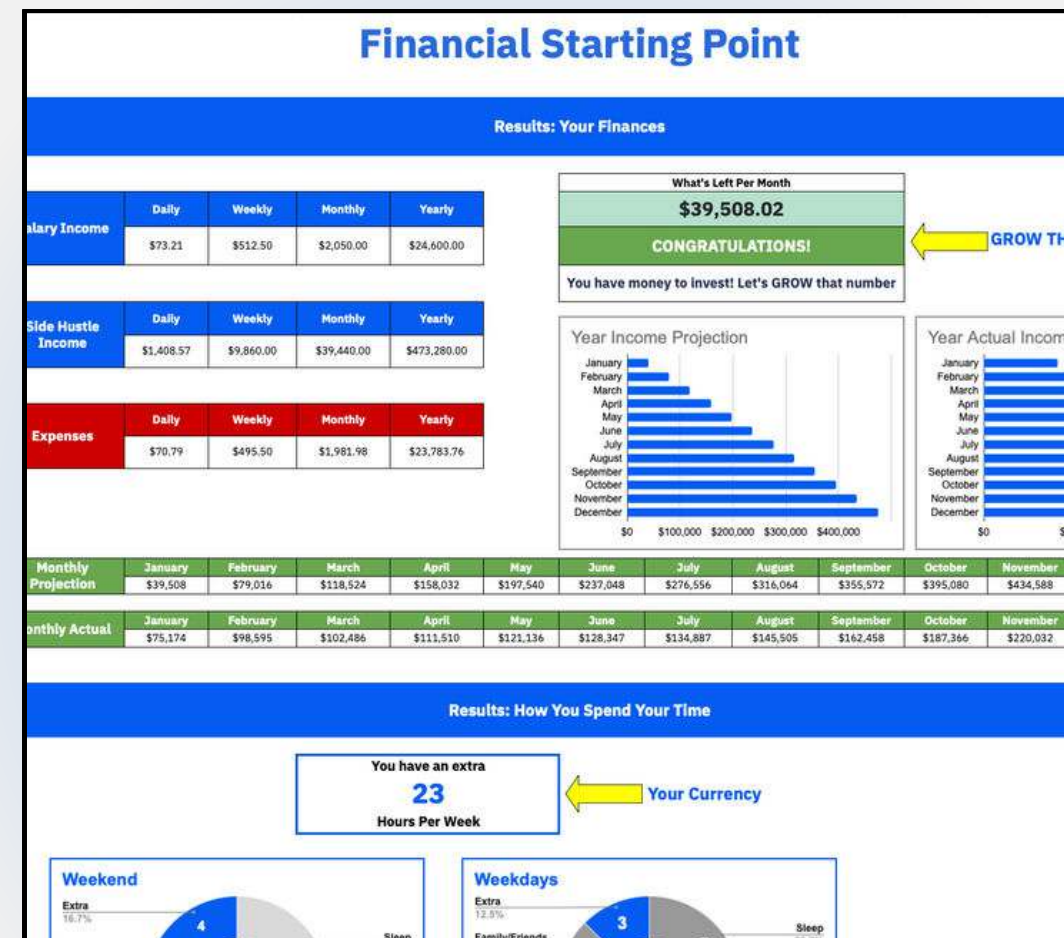 Financial Starting Point
Results: Your Finances
alary Income
Daily Weekly Monthly Yearly
$73.21 $512.50 $2,050.00 $24,600.00
What's Left Per Month
$39,508.02
CONGRATULATIONS!
You have money to invest! Let's GROW that number
GROW TH
Side Hustle
Income
Daily Weekly Monthly Yearly
$1,408.57 $9,860.00 $39,440.00 $473,280.00
Expenses
Daily Weekly Monthly Yearly
$70.79 $495.50 $1,981.98 $23,783.76
Year Income Projection
January
February
March
April
May
June
July
August
September
October
November
December
$0 $100,000 $200,000 $300,000 $400,000
Year Actual Incom
January
February
March
April
May
June
July
August
September
October
November
December
$0 $
Monthly
Projection
January February March April May June July August September October November
$39,508 $79,016 $118,524 $158,032 $197,540 $237,048 $276,556 $316,064 $355,572 $395,080 $434,588
onthly Actual
January February March April May June July August September October November
$75,174 $98,595 $102,486 $111,510 $121,136 $128,347 $134,887 $145,505 $162,458 $187,366 $220,032
Results: How You Spend Your Time
You have an extra
23
Hours Per Week
Your Currency
Weekend
Extra
16.7%
4
Sleep
Weekdays
Extra
12.5%
3
Family/Friends
Sleep